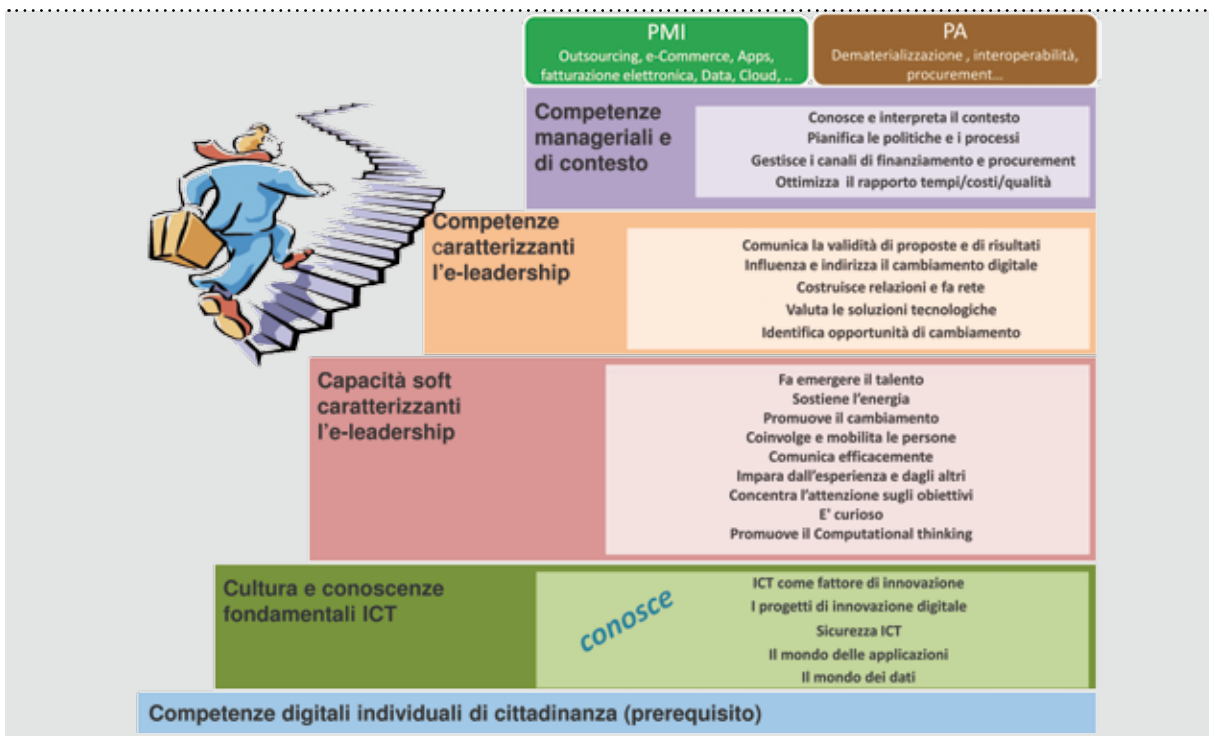 PMI
Outsourcing, e-Commerce, Apps,
fatturazione elettronica, Data, Cloud, ..
PA
Dematerializzazione , interoperabilità,
procurement...
Competenze
manageriali e
di contesto
Conosce e interpreta il contesto
Pianifica le politiche e i processi
Gestisce i canali di finanziamento e procurement
Ottimizza il rapporto tempi/costi/qualità
Competenze
caratterizzanti
l'e-leadership
Comunica la validità di proposte e di risultati
Influenza e indirizza il cambiamento digitale
Costruisce relazioni e fa rete
Valuta le soluzioni tecnologiche
Identifica opportunità di cambiamento
Capacità soft
caratterizzanti
l'e-leadership
Fa emergere il talento
Sostiene l'energia
Promuove il cambiamento
Coinvolge e mobilita le persone
Comunica efficacemente
Impara dall'esperienza e dagli altri
Concentra l'attenzione sugli obiettivi
E' curioso
Promuove il Computational thinking
Cultura e conoscenze
fondamentali ICT
conosce
ICT come fattore di innovazione
I progetti di innovazione digitale
Sicurezza ICT
Il mondo delle applicazioni
Il mondo dei dati
Competenze digitali individuali di cittadinanza (prerequisito)